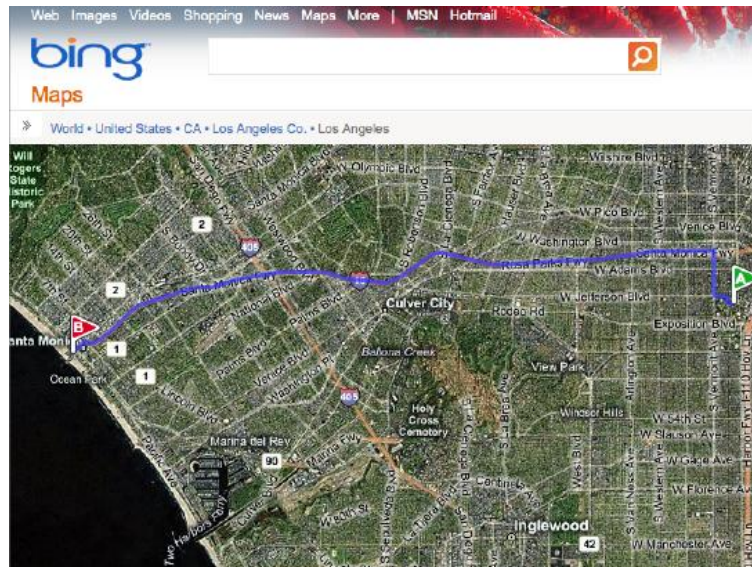 Web Images Videos Shopping News Maps More | MSN Hotmail
bing
Maps
» World • United States • CA • Los Angeles Co. • Los Angeles
Will
Rogers
State
Historic
Park
W Olympic Blvd
Wilshire Blvd
W Pico Blvd
Venice Blvd
W Washington Blvd
Santa Monica Fwy
Rosa Parks Fwy
W Adams Blvd
A
2
405
2
Santa Monica Fwy
National Blvd
Palms Blvd
Culver City
W Jefferson Blvd
Rodeo Rd
Exposition Blvd
B
1
Palms Blvd
Venice Blvd
Washington Pl
Ballona Creek
View Park
Ocean Park
1
Lincoln Blvd
405
Holy
Cross
Cemetery
Windsor Hills
W 54th St
W Slauson Ave
Marina del Rey
90
Marina Fwy
W Gage Ave
Pacific Ave
Culver Blvd
W Florence
Inglewood
42
W Manchester Ave